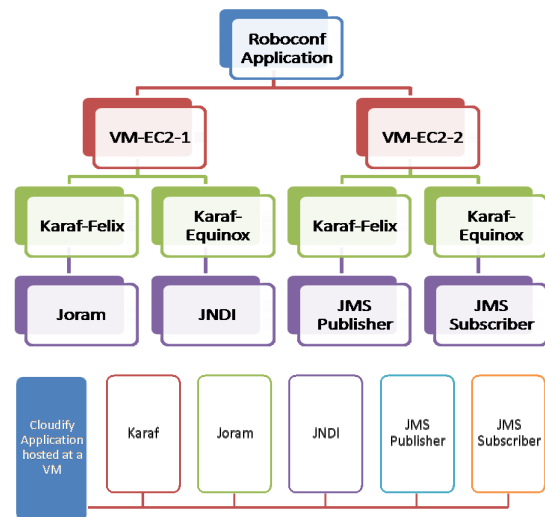 Roboconf
Application
VM-EC2-1
VM-EC2-2
Karaf-Felix
Karaf-
Equinox
Karaf-Felix
Karaf-
Equinox
Joram
JNDI
JMS
Publisher
JMS
Subscriber
Cloudify
Application
hosted at a
VM
Karaf
Joram
JNDI
JMS
Publisher
JMS
Subscriber